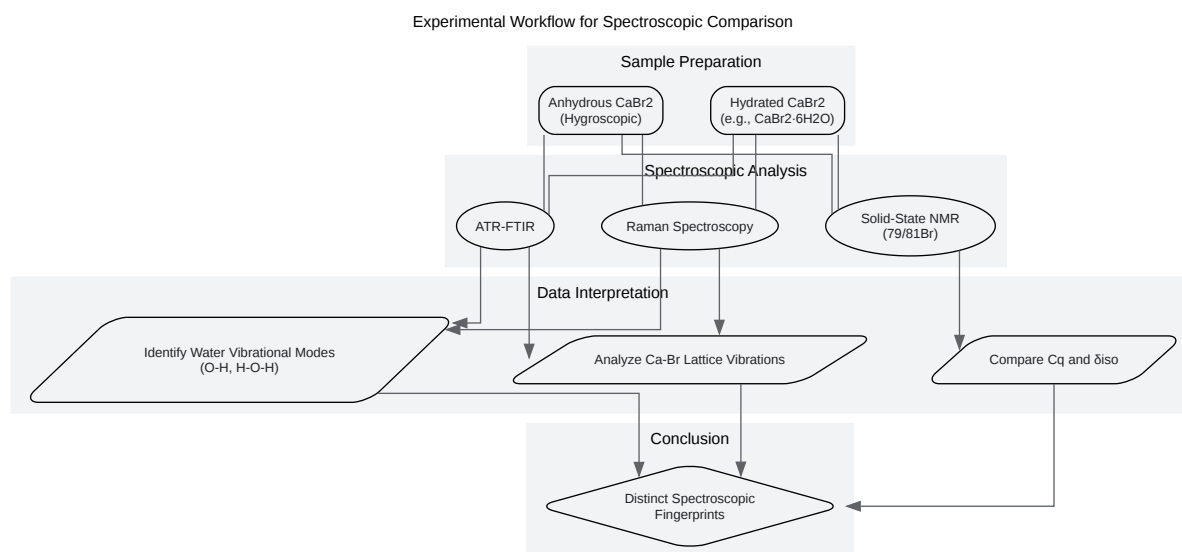 Experimental Workflow for Spectroscopic Comparison
Sample Preparation
Anhydrous CaBr2
(Hygroscopic)
Hydrated CaBr2
(e.g., CaBr2·6H2O)
Spectroscopic Analysis
ATR-FTIR
Raman Spectroscopy
Solid-State NMR
(79/81Br)
Data Interpretation
Identify Water Vibrational Modes
(O-H, H-O-H)
Analyze Ca-Br Lattice Vibrations
Compare Cq and δiso
Conclusion
Distinct Spectroscopic
Fingerprints